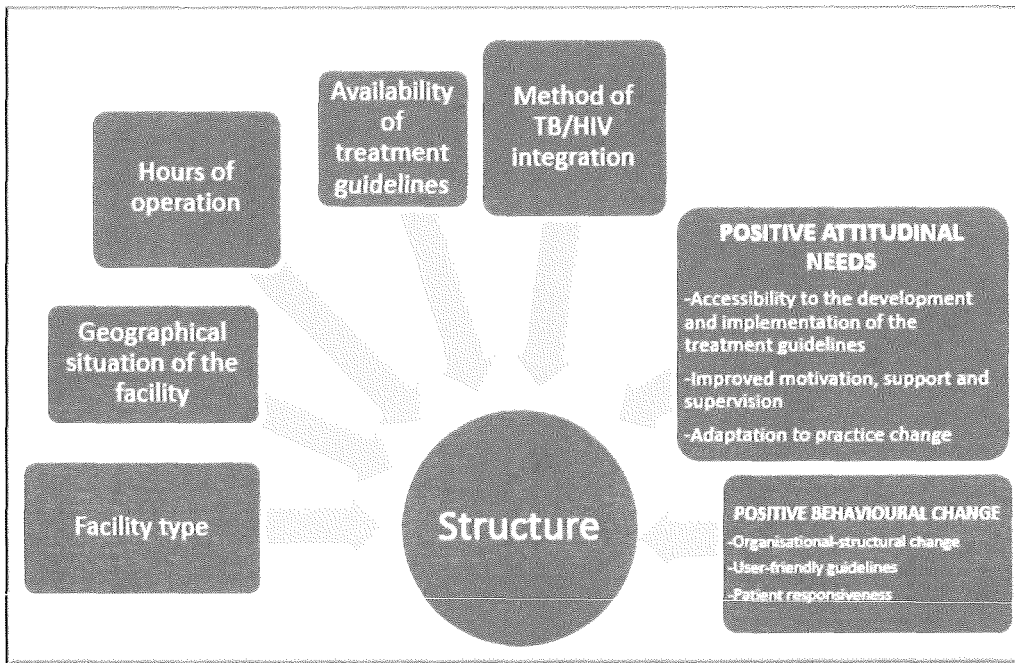 Availability
of
treatment
guidelines
Method of
TB/HIV
integration
Hours of
operation
POSITIVE ATTITUDINAL
NEEDS
-Accessibility to the development
and implementation of the
treatment guidelines
-Improved motivation, support and
supervision
-Adaptation to practice change
Geographical
situation of the
facility
Facility type
Structure
POSITIVE BEHAVIOURAL CHANGE
-Organisational-structural change
-User-friendly guidelines
-Patient responsiveness